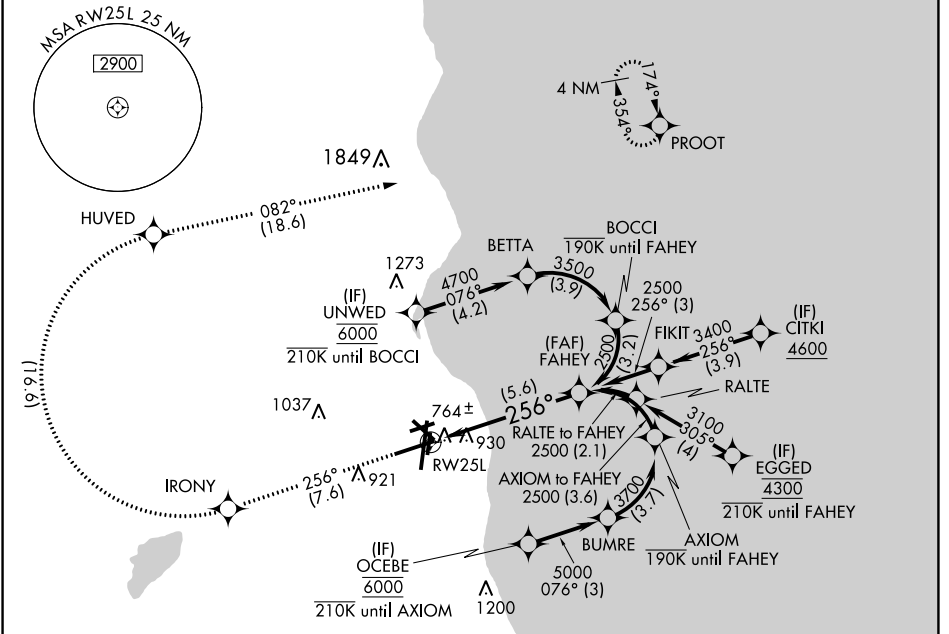 MSA RW25L 25 NM
2900
4 NM
174°
354°
PROOT
1849
HUVED
082°
(18.6)
BOCCI
190K until FAHEY
BETTA
3500
(3.9)
1273
4700
076°
(4.2)
2500
256° (3)
(IF)
UNWED
6000
210K until BOCCI
(IF)
CITKI
4600
FIKIT
3400
256°
(3.9)
2500
(3.2)
(FAF)
FAHEY
(16.6)
(5.6)
256°
RALTE
1037
764±
930
RW25L
RALTE to FAHEY
2500 (2.1)
3100
305°
(4)
(IF)
EGGED
4300
210K until FAHEY
AXIOM to FAHEY
2500 (3.6)
256°
(7.6)
921
IRONY
3700
(3.7)
AXIOM
190K until FAHEY
BUMRE
(IF)
OCEBE
6000
210K until AXIOM
5000
076° (3)
1200